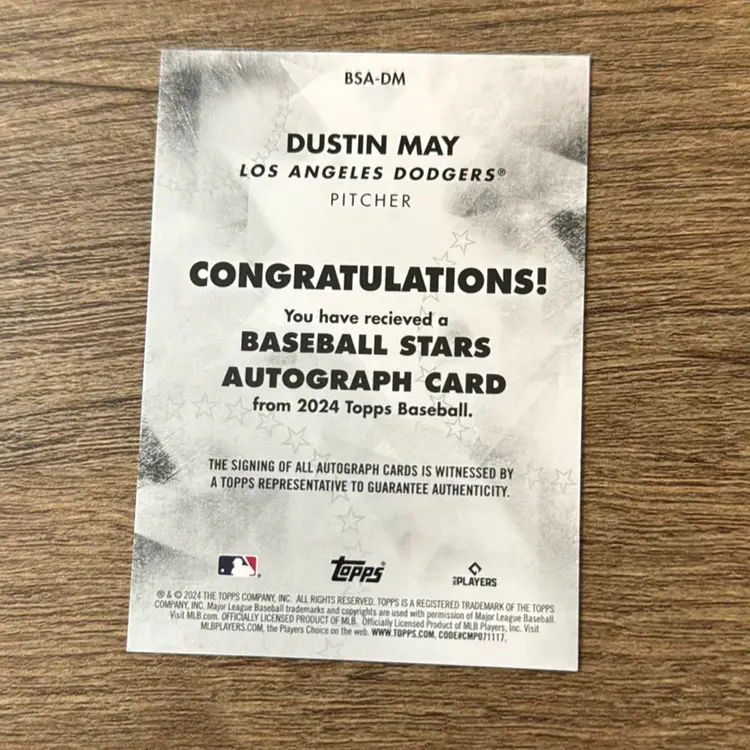 BSA-DM
DUSTIN MAY
LOS ANGELES DODGERS®
PITCHER
CONGRATULATIONS!
You have recieved a
BASEBALL STARS
AUTOGRAPH CARD
from 2024 Topps Baseball.
THE SIGNING OF ALL AUTOGRAPH CARDS IS WITNESSED BY
A TOPPS REPRESENTATIVE TO GUARANTEE AUTHENTICITY.
topps® PLAYERS
® & © 2024 THE TOPPS COMPANY, INC. ALL RIGHTS RESERVED. TOPPS IS A REGISTERED TRADEMARK OF THE TOPPS
COMPANY, INC. Major League Baseball trademarks and copyrights are used with permission of Major League Baseball.
Visit MLB.com. OFFICIALLY LICENSED PRODUCT OF MLB. Officially Licensed Product of MLB Players, Inc. Visit
MLBPLAYERS.COM, the Players Choice on the web. WWW.TOPPS.COM. CODE#CMP071117.